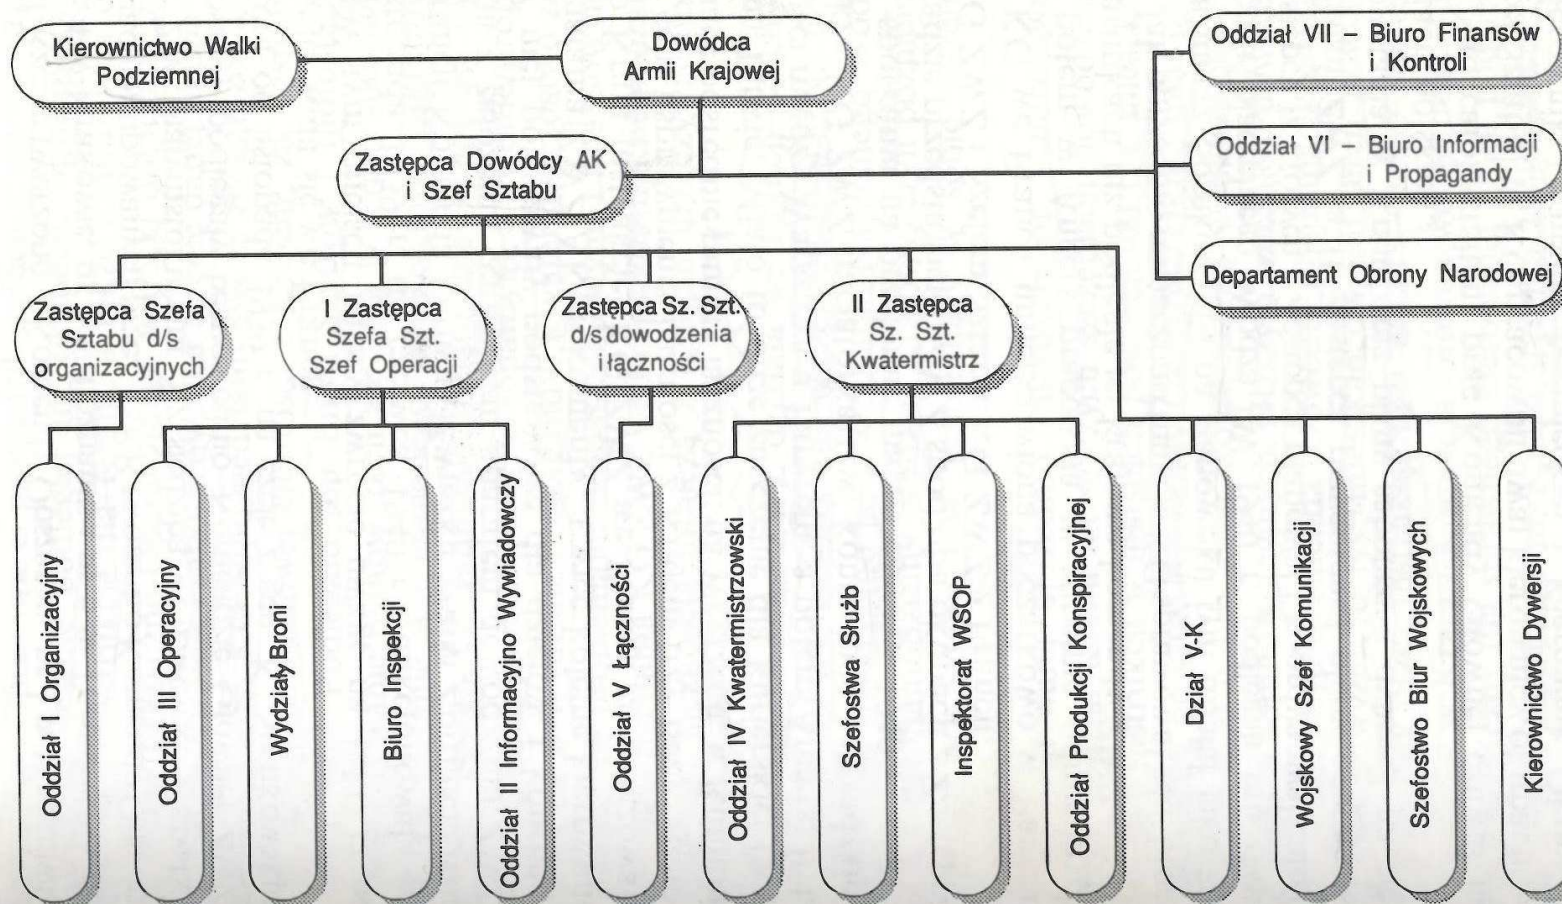 Kierownictwo Walki
Podziemnej
Dowódca
Armii Krajowej
Oddział VII – Biuro Finansów
i Kontroli
Zastępca Dowódcy AK
i Szef Sztabu
Oddział VI – Biuro Informacji
i Propagandy
Departament Obrony Narodowej
Zastępca Szefa
Sztabu d/s
organizacyjnych
I Zastępca
Szefa Szt.
Szef Operacji
Zastępca Sz. Szt.
d/s dowodzenia
i łączności
II Zastępca
Sz. Szt.
Kwatermistrz
Oddział I Organizacyjny
Oddział III Operacyjny
Wydziały Broni
Biuro Inspekcji
Oddział II Informacyjno Wywiadowczy
Oddział V Łączności
Oddział IV Kwatermistrzowski
Szefostwa Służb
Inspektorat WSOP
Oddział Produkcji Konspiracyjnej
Dział V-K
Wojskowy Szef Komunikacji
Szefostwo Biur Wojskowych
Kierownictwo Dywersji